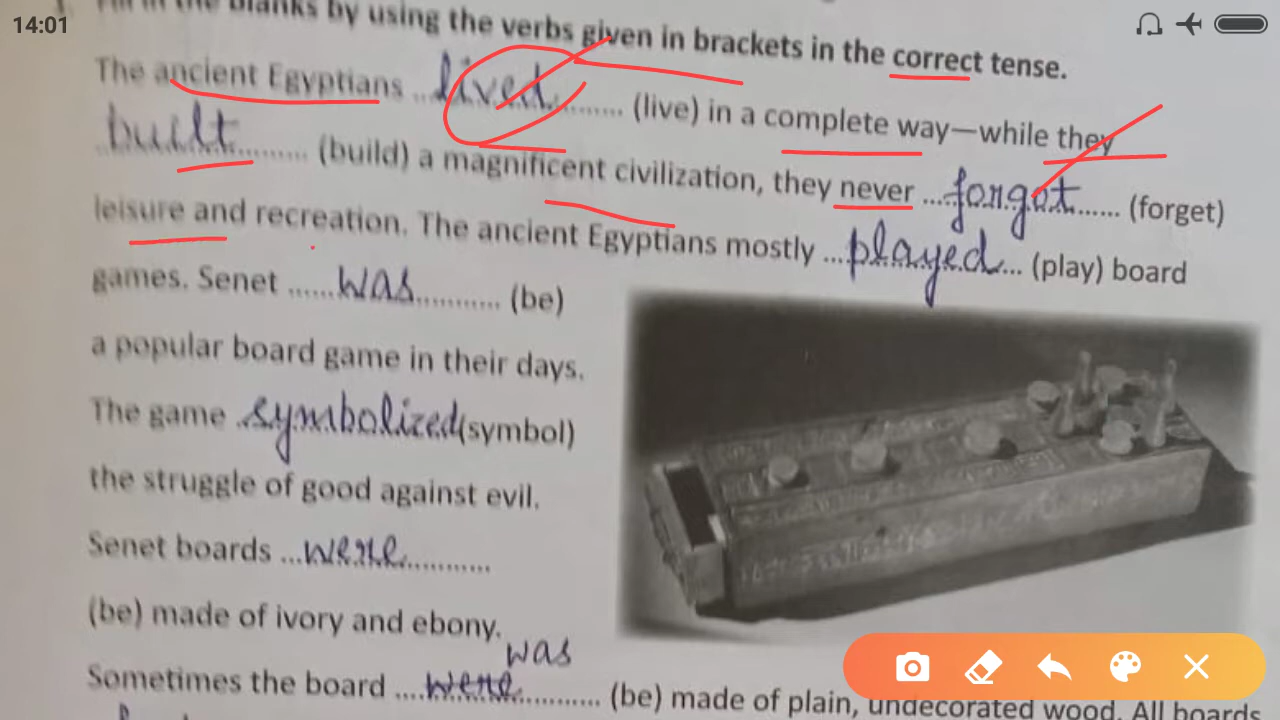 14:01
Fill in the blanks by using the verbs given in brackets in the correct tense.
The ancient Egyptians ...lived............ (live) in a complete way—while they
built............ (build) a magnificent civilization, they never ...forgot...... (forget)
leisure and recreation. The ancient Egyptians mostly ...played... (play) board
games. Senet ......was............ (be)
a popular board game in their days.
The game ..symbolized(symbol)
the struggle of good against evil.
Senet boards ...were............
(be) made of ivory and ebony.
was
Sometimes the board ....were............ (be) made of plain, undecorated wood. All boards